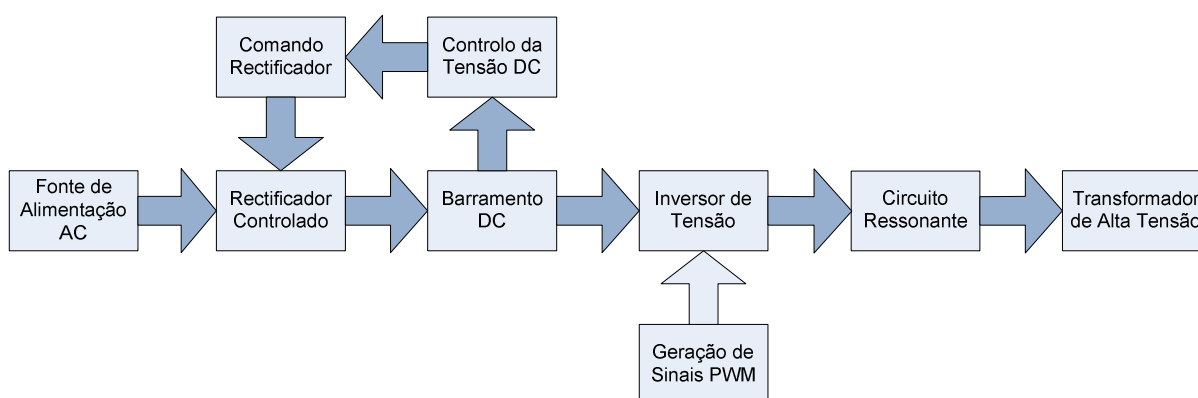 Comando
Rectificador
Controlo da
Tensão DC
Fonte de
Alimentação
AC
Rectificador
Controlado
Barramento
DC
Inversor de
Tensão
Circuito
Ressonante
Transformador
de Alta Tensão
Geração de
Sinais PWM